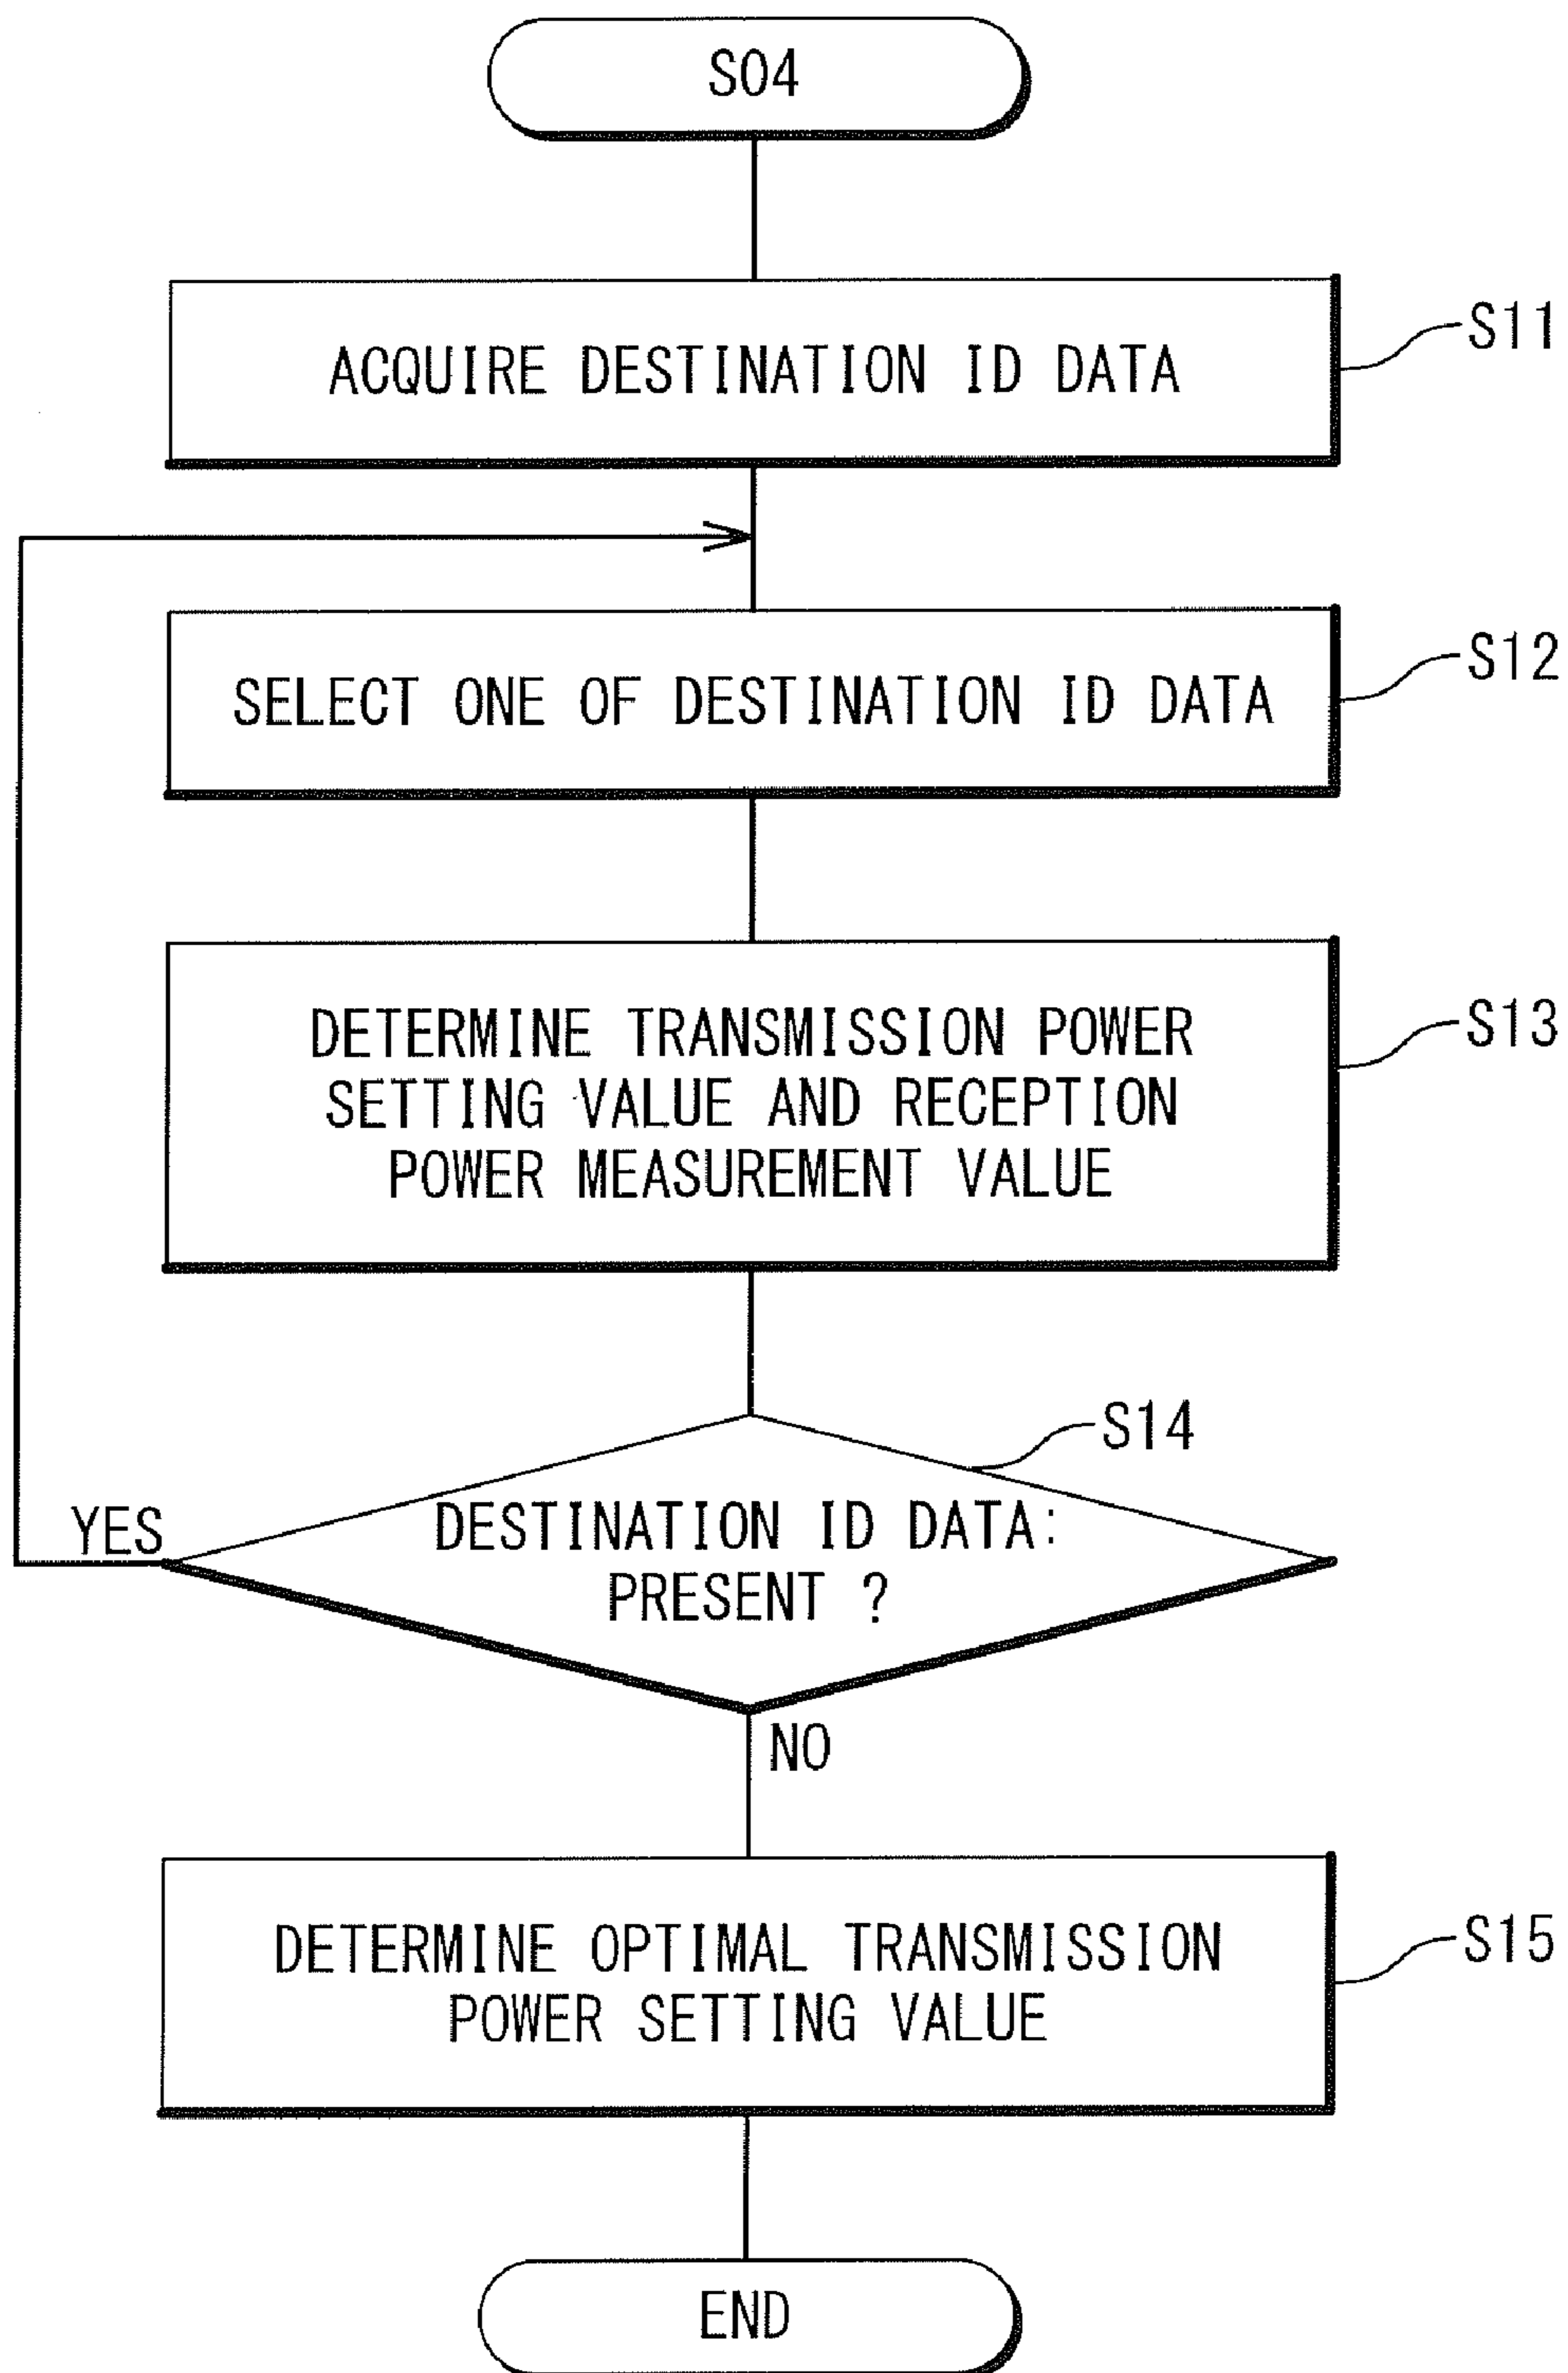 S04
ACQUIRE DESTINATION ID DATA
S11
SELECT ONE OF DESTINATION ID DATA
S12
DETERMINE TRANSMISSION POWER
SETTING VALUE AND RECEPTION
POWER MEASUREMENT VALUE
S13
S14
YES
DESTINATION ID DATA:
PRESENT ?
NO
DETERMINE OPTIMAL TRANSMISSION
POWER SETTING VALUE
S15
END